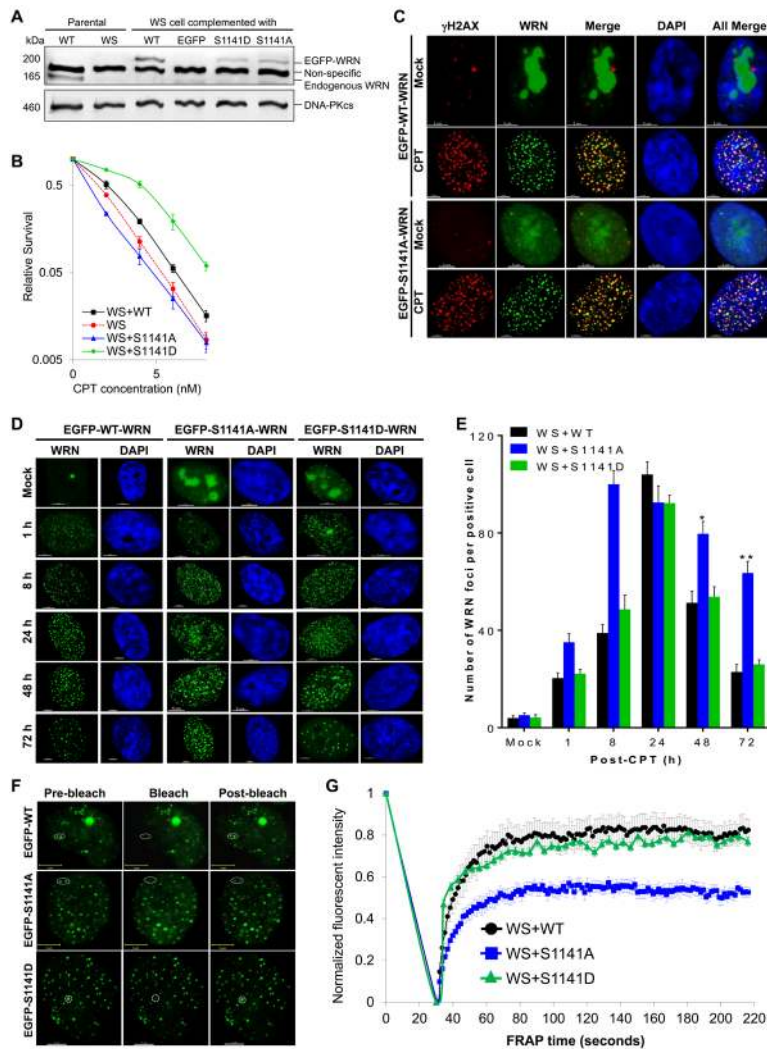 A
Parental
WS cell complemented with
kDa
WT
WS
WT
EGFP
S1141D
S1141A
200
165
EGFP-WRN
Non-specific
Endogenous WRN
460
DNA-PKcs
B
Relative Survival
0.5
0.05
0.005
WS+WT
WS
WS+S1141A
WS+S1141D
0
5
CPT concentration (nM)
C
γH2AX
WRN
Merge
DAPI
All Merge
EGFP-WT-WRN
Mock
CPT
EGFP-S1141A-WRN
Mock
CPT
D
EGFP-WT-WRN
EGFP-S1141A-WRN
EGFP-S1141D-WRN
WRN
DAPI
WRN
DAPI
WRN
DAPI
Mock
1 h
8 h
24 h
48 h
72 h
E
WS+WT
WS+S1141A
WS+S1141D
Number of WRN foci per positive cell
120
80
40
0
*
**
Mock
1
8
24
48
72
Post-CPT (h)
F
Pre-bleach
Bleach
Post-bleach
EGFP-WT
EGFP-S1141A
EGFP-S1141D
G
Normalized fluorescent intensity
1
0.8
0.6
0.4
0.2
0
WS+WT
WS+S1141A
WS+S1141D
0
20
40
60
80
100
120
140
160
180
200
220
FRAP time (seconds)